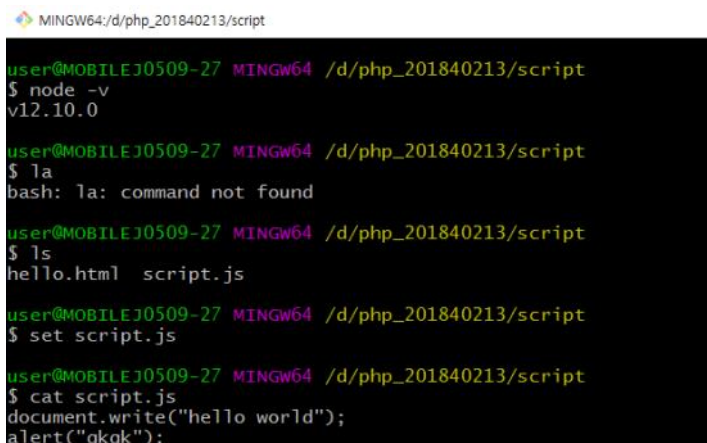 MINGW64:/d/php_201840213/script
user@MOBILEJ0509-27 MINGW64 /d/php_201840213/script
$ node -v
v12.10.0
user@MOBILEJ0509-27 MINGW64 /d/php_201840213/script
$ la
bash: la: command not found
user@MOBILEJ0509-27 MINGW64 /d/php_201840213/script
$ ls
hello.html  script.js
user@MOBILEJ0509-27 MINGW64 /d/php_201840213/script
$ set script.js
user@MOBILEJ0509-27 MINGW64 /d/php_201840213/script
$ cat script.js
document.write("hello world");
alert("gkgk");